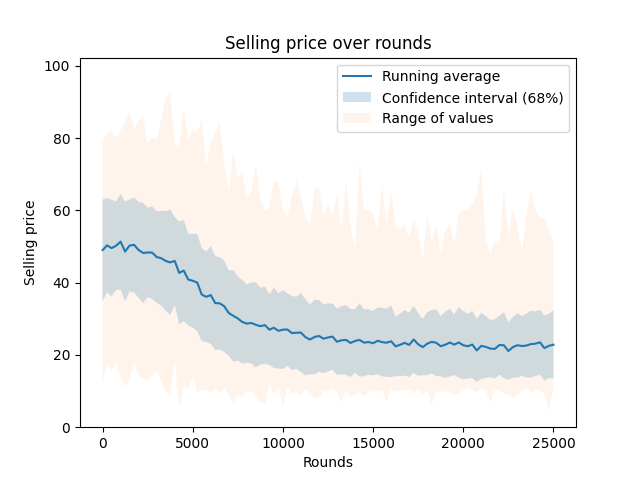 Selling price over rounds
Running average
Confidence interval (68%)
Range of values
100
80
60
40
20
0
Selling price
0 5000 10000 15000 20000 25000
Rounds